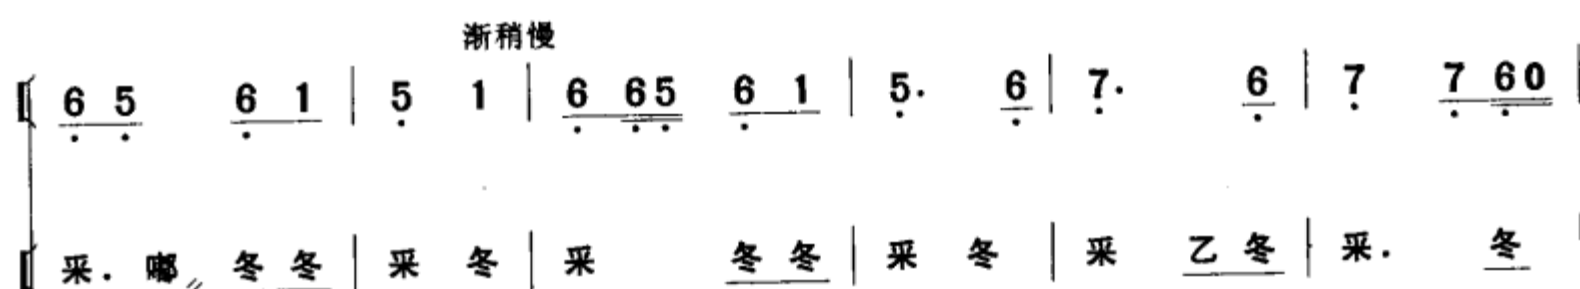 渐稍慢
6 5 6 1 | 5 1 | 6 65 6 1 | 5. 6 | 7. 6 | 7 7 60 |
采. 嘟 冬 冬 | 采 冬 | 采 冬 冬 | 采 冬 | 采 乙 冬 | 采. 冬 |